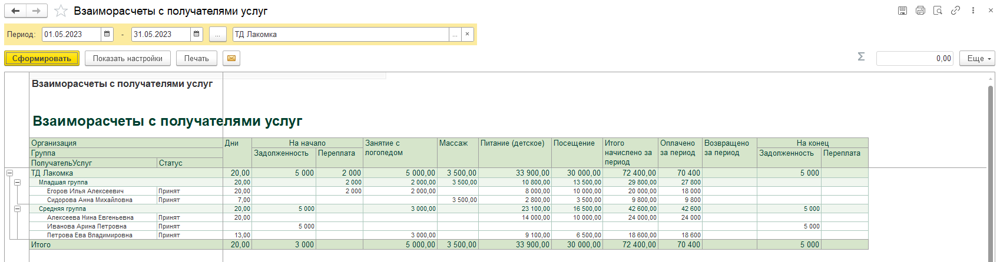 Взаиморасчеты с получателями услуг
Период: 01.05.2023 - 31.05.2023 ... ТД Лакомка ... ×
Сформировать Показать настройки Печать Σ 0,00 Еще
Взаиморасчеты с получателями услуг
Взаиморасчеты с получателями услуг
Организация Дни На начало Занятие с логопедом Массаж Питание (детское) Посещение Итого начислено за период Оплачено за период Возвращено за период На конец
Группа Задолженность Переплата Задолженность Переплата
ПолучательУслуг Статус
ТД Лакомка 20,00 5 000 2 000 5 000,00 3 500,00 33 900,00 30 000,00 72 400,00 70 400 5 000
Младшая группа 20,00 2 000 2 000,00 3 500,00 10 800,00 13 500,00 29 800,00 27 800
Егоров Илья Алексеевич Принят 20,00 2 000 2 000,00 8 000,00 10 000,00 20 000,00 18 000
Сидорова Анна Михайловна Принят 7,00 3 500,00 2 800,00 3 500,00 9 800,00 9 800
Средняя группа 20,00 5 000 3 000,00 23 100,00 16 500,00 42 600,00 42 600 5 000
Алексеева Нина Евгеньевна Принят 20,00 14 000,00 10 000,00 24 000,00 24 000
Иванова Арина Петровна Принят 5 000 5 000
Петрова Ева Владимировна Принят 13,00 3 000,00 9 100,00 6 500,00 18 600,00 18 600
Итого 20,00 3 000 5 000,00 3 500,00 33 900,00 30 000,00 72 400,00 70 400 5 000